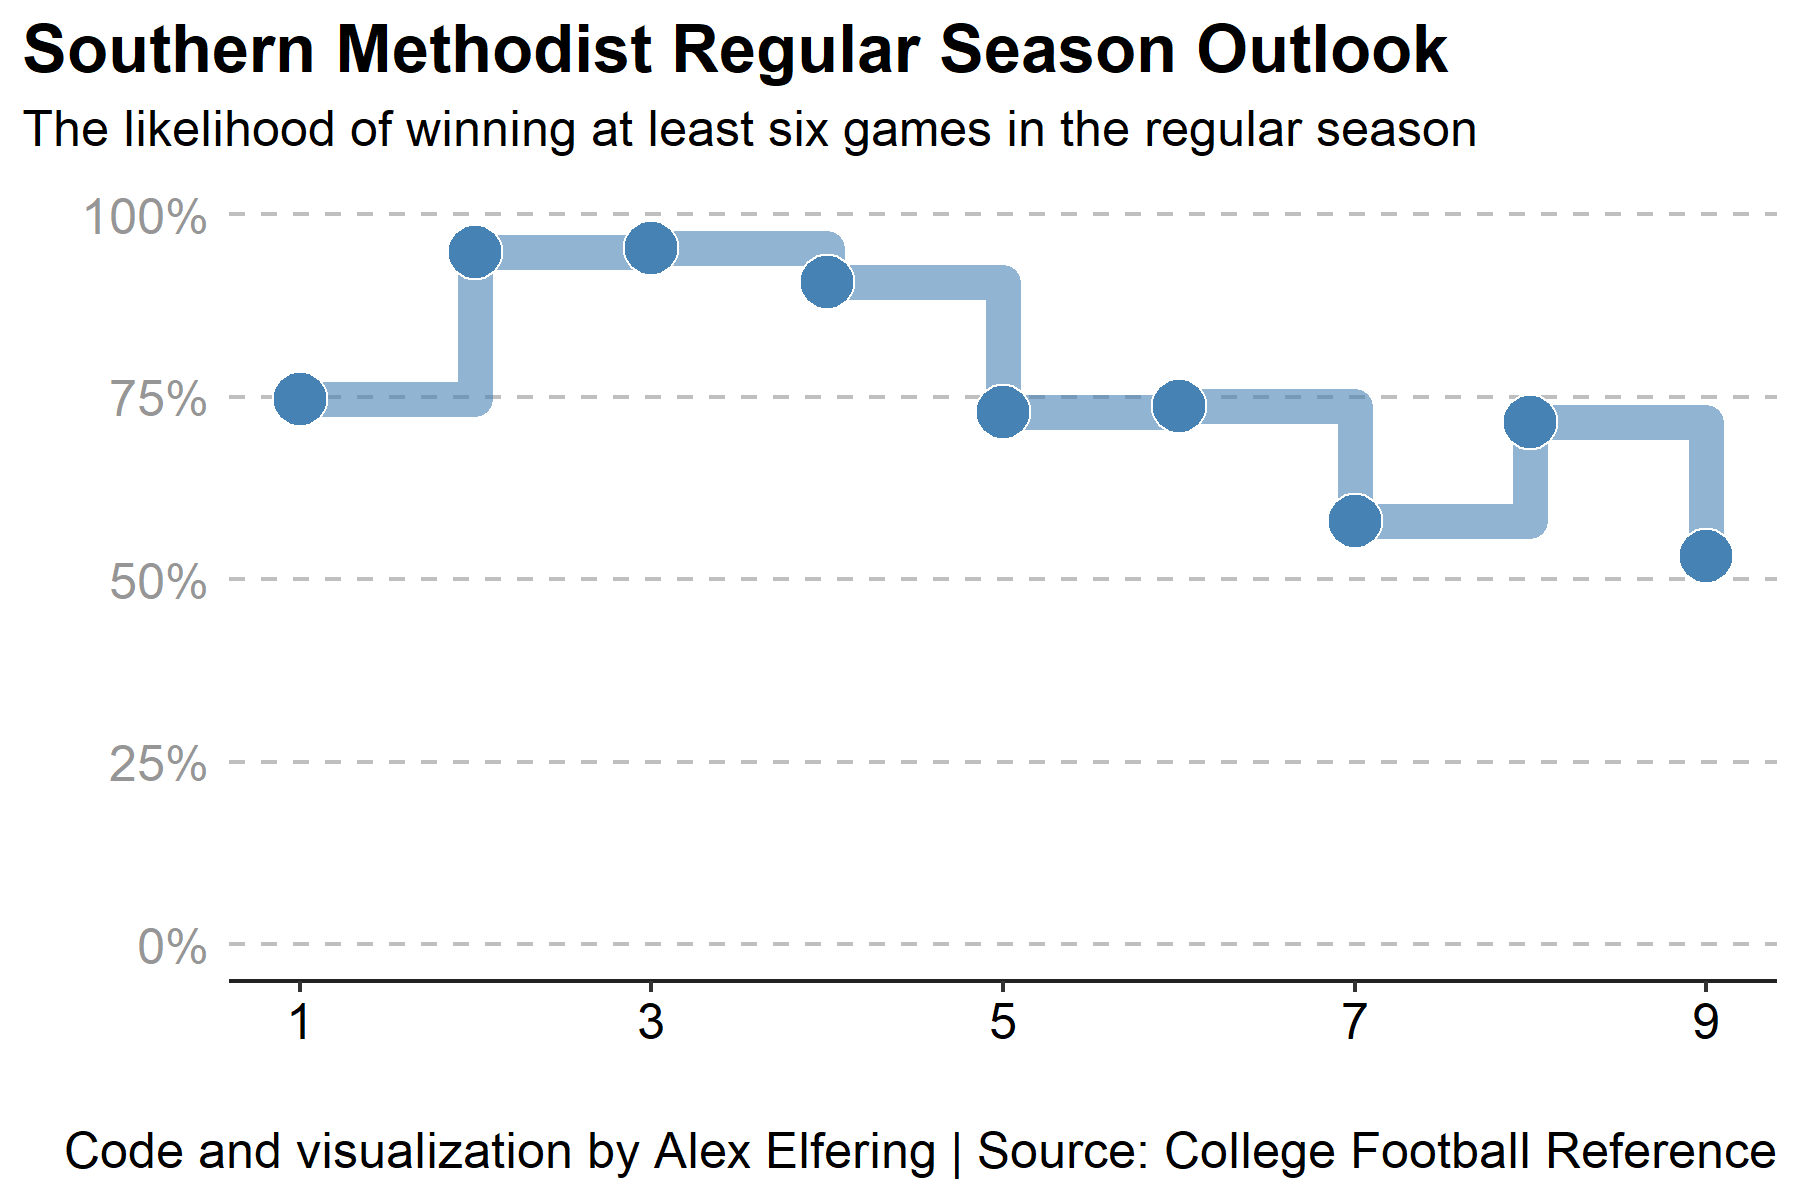 Southern Methodist Regular Season Outlook
The likelihood of winning at least six games in the regular season
100%
75%
50%
25%
0%
1 3 5 7 9
Code and visualization by Alex Elfering | Source: College Football Reference